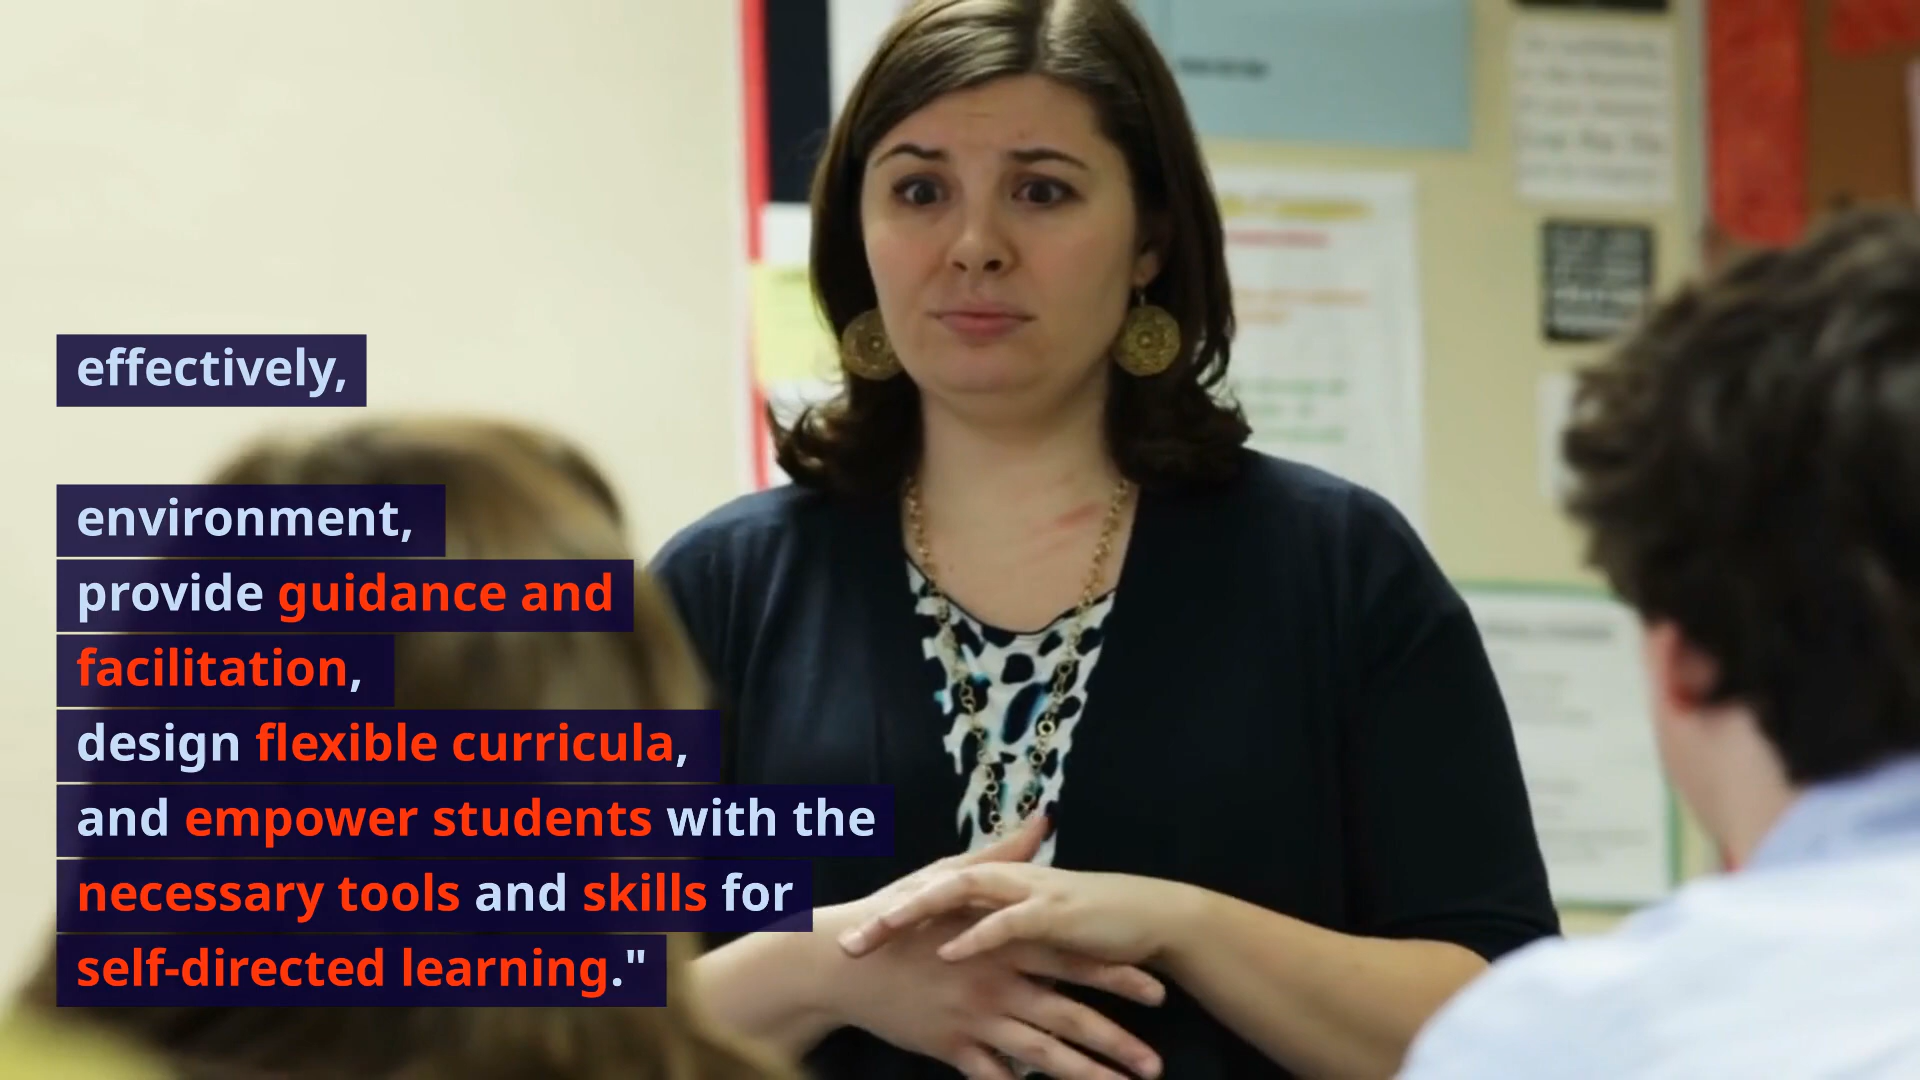 effectively,
environment,
provide guidance and
facilitation,
design flexible curricula,
and empower students with the
necessary tools and skills for
self-directed learning."